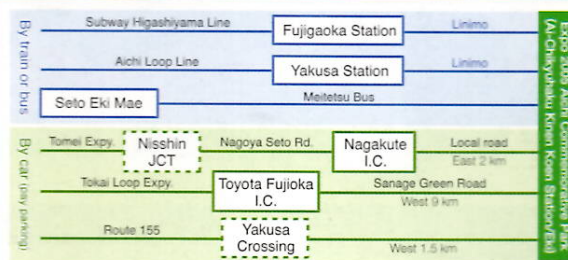 By train or bus
Subway Higashiyama Line
Fujigaoka Station
Linimo
Aichi Loop Line
Yakusa Station
Linimo
Seto Eki Mae
Meitetsu Bus
By car (pay parking)
Tomei Expy.
Nisshin
JCT
Nagoya Seto Rd.
Nagakute
I.C.
Local road
East 2 km
Tokai Loop Expy.
Toyota Fujioka
I.C.
Sanage Green Road
West 9 km
Route 155
Yakusa
Crossing
West 1.5 km
Expo 2005 Aichi Commemorative Park
(Ai-Chikyuhaku Kinen Koen Station/Eki)